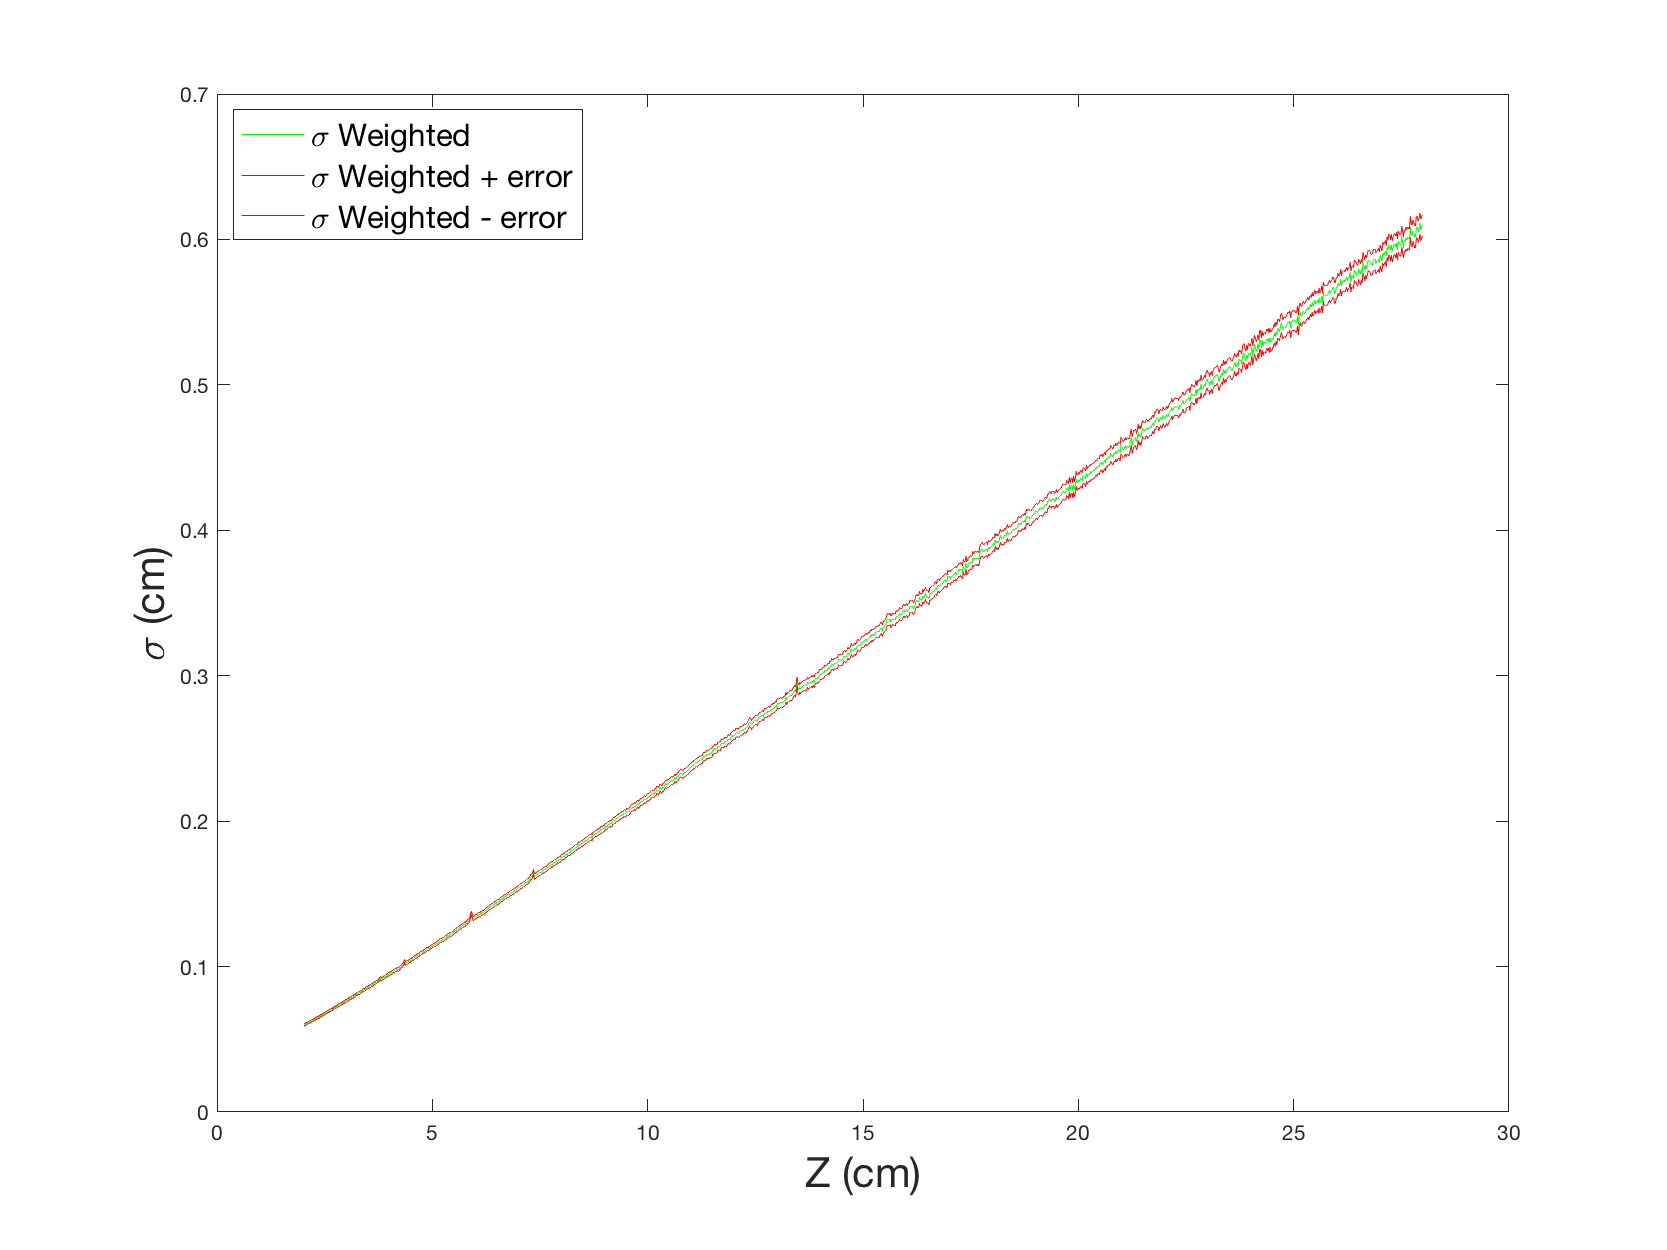 0.7
0.6
0.5
0.4
0.3
0.2
0.1
0
σ (cm)
σ Weighted
σ Weighted + error
σ Weighted - error
0 5 10 15 20 25 30
Z (cm)